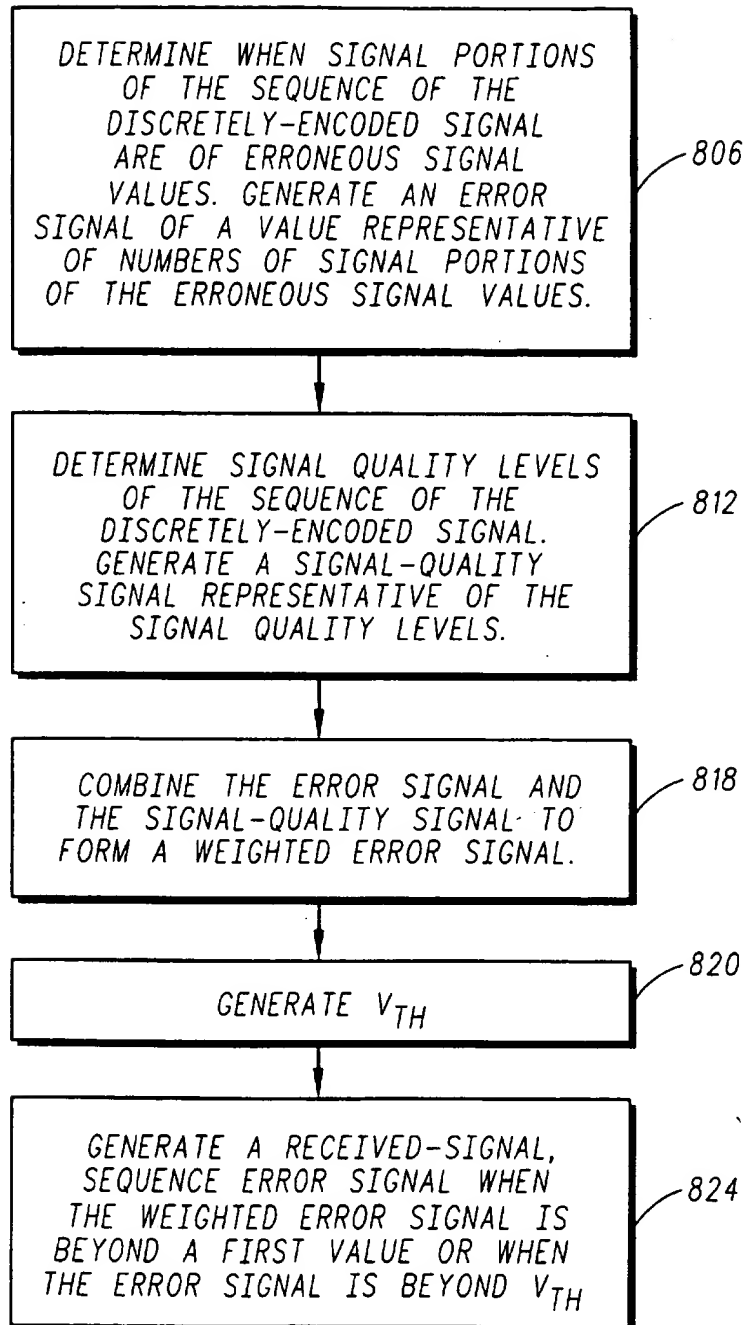 DETERMINE WHEN SIGNAL PORTIONS
OF THE SEQUENCE OF THE
DISCRETELY-ENCODED SIGNAL
ARE OF ERRONEOUS SIGNAL
VALUES. GENERATE AN ERROR
SIGNAL OF A VALUE REPRESENTATIVE
OF NUMBERS OF SIGNAL PORTIONS
OF THE ERRONEOUS SIGNAL VALUES.
806
DETERMINE SIGNAL QUALITY LEVELS
OF THE SEQUENCE OF THE
DISCRETELY-ENCODED SIGNAL.
GENERATE A SIGNAL-QUALITY
SIGNAL REPRESENTATIVE OF THE
SIGNAL QUALITY LEVELS.
812
COMBINE THE ERROR SIGNAL AND
THE SIGNAL-QUALITY SIGNAL TO
FORM A WEIGHTED ERROR SIGNAL.
818
GENERATE VTH
820
GENERATE A RECEIVED-SIGNAL,
SEQUENCE ERROR SIGNAL WHEN
THE WEIGHTED ERROR SIGNAL IS
BEYOND A FIRST VALUE OR WHEN
THE ERROR SIGNAL IS BEYOND VTH
824